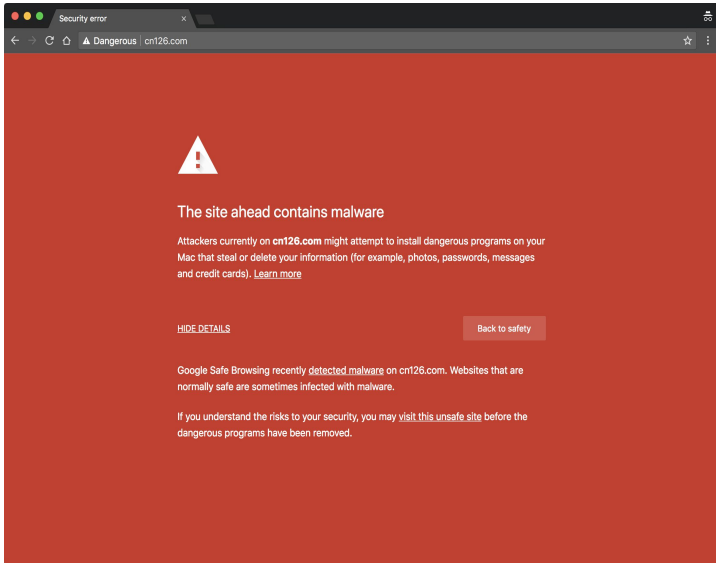 Security error
Dangerous cn126.com
The site ahead contains malware
Attackers currently on cn126.com might attempt to install dangerous programs on your
Mac that steal or delete your information (for example, photos, passwords, messages
and credit cards). Learn more
HIDE DETAILS
Back to safety
Google Safe Browsing recently detected malware on cn126.com. Websites that are
normally safe are sometimes infected with malware.
If you understand the risks to your security, you may visit this unsafe site before the
dangerous programs have been removed.